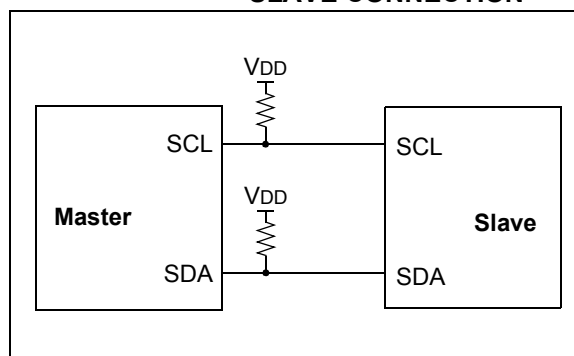 SLAVE CONNECTION
VDD
SCL
SCL
VDD
Master
Slave
SDA
SDA